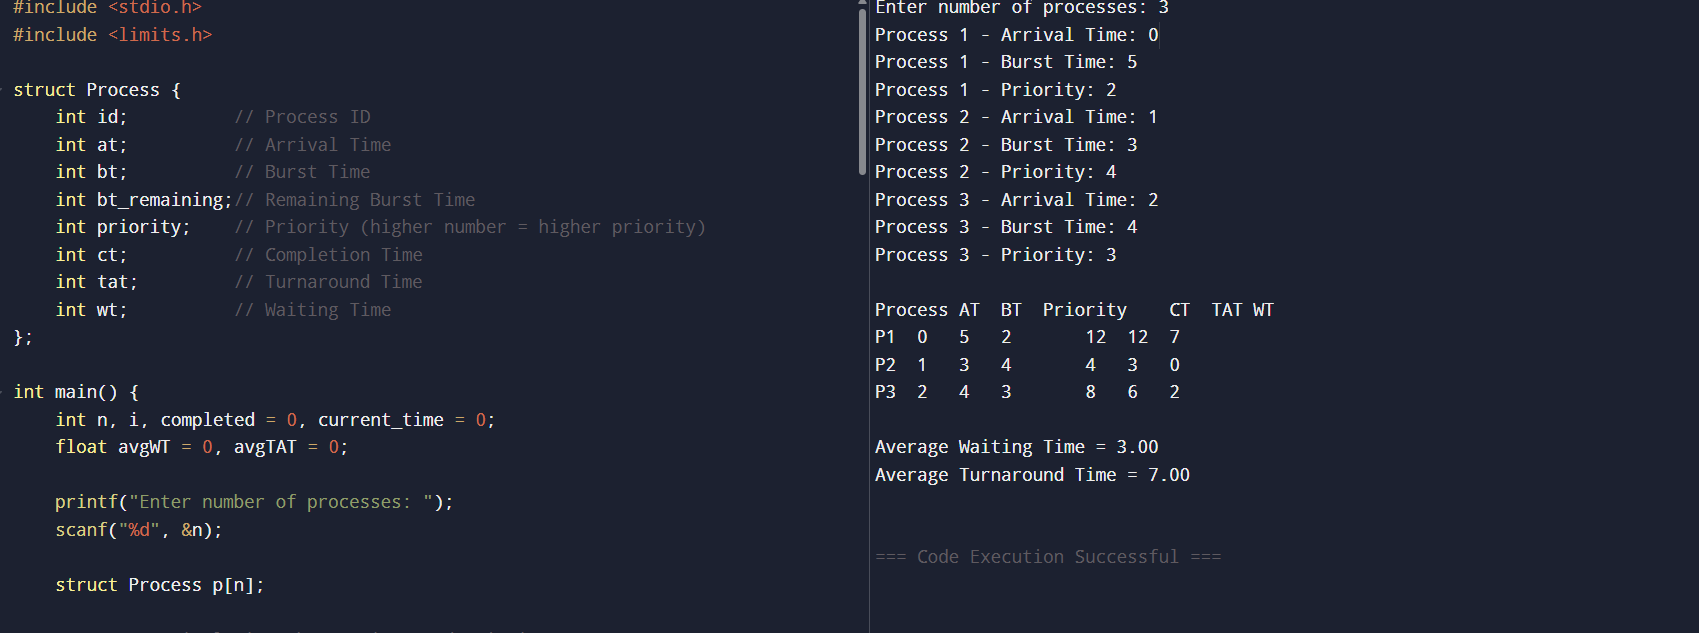 #include <stdio.h>
#include <limits.h>
struct Process {
    int id;          // Process ID
    int at;          // Arrival Time
    int bt;          // Burst Time
    int bt_remaining;// Remaining Burst Time
    int priority;    // Priority (higher number = higher priority)
    int ct;          // Completion Time
    int tat;         // Turnaround Time
    int wt;          // Waiting Time
};
int main() {
    int n, i, completed = 0, current_time = 0;
    float avgWT = 0, avgTAT = 0;
    printf("Enter number of processes: ");
    scanf("%d", &n);
    struct Process p[n];
Enter number of processes: 3
Process 1 - Arrival Time: 0
Process 1 - Burst Time: 5
Process 1 - Priority: 2
Process 2 - Arrival Time: 1
Process 2 - Burst Time: 3
Process 2 - Priority: 4
Process 3 - Arrival Time: 2
Process 3 - Burst Time: 4
Process 3 - Priority: 3
Process AT  BT  Priority    CT  TAT WT
P1  0   5   2       12  12  7
P2  1   3   4       4   3   0
P3  2   4   3       8   6   2
Average Waiting Time = 3.00
Average Turnaround Time = 7.00
=== Code Execution Successful ===